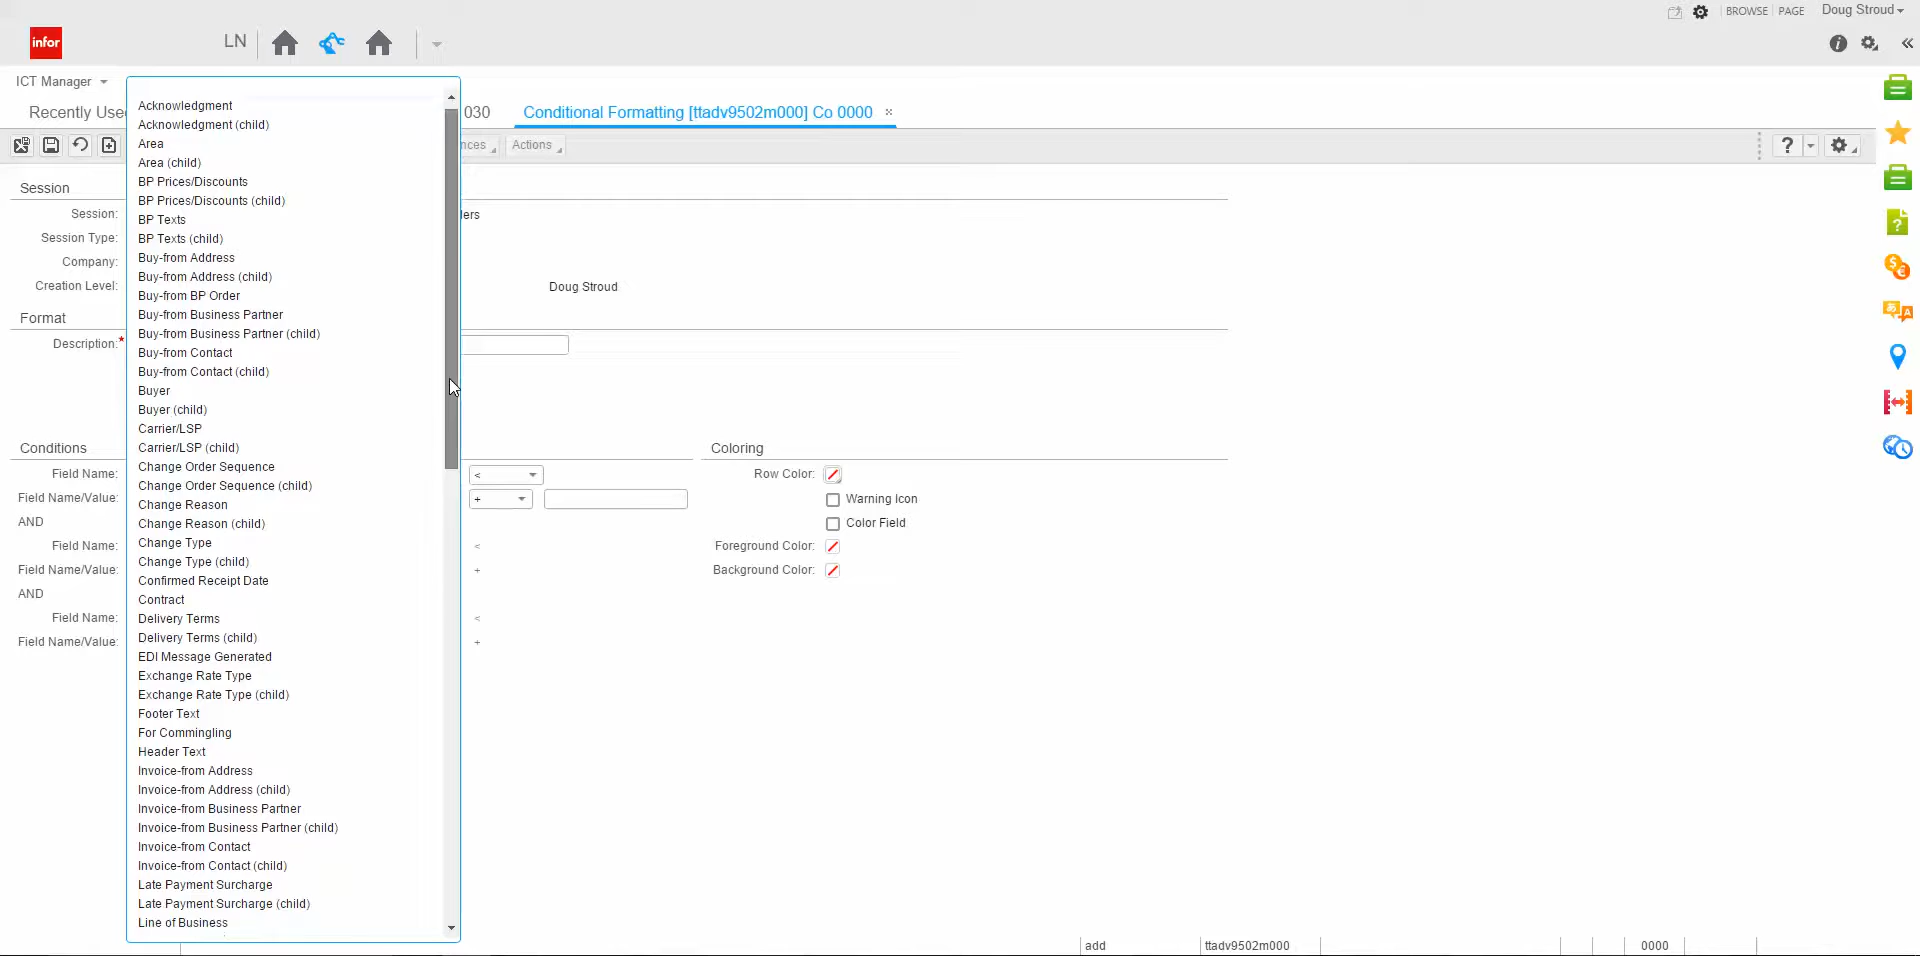 BROWSE PAGE Doug Stroud
infor LN
ICT Manager
Recently Use 030 Conditional Formatting [ttadv9502m000] Co 0000 ×
nces Actions ?
Session
Session: lers
Session Type:
Company:
Creation Level: Doug Stroud
Format
Description:*
Acknowledgment
Acknowledgment (child)
Area
Area (child)
BP Prices/Discounts
BP Prices/Discounts (child)
BP Texts
BP Texts (child)
Buy-from Address
Buy-from Address (child)
Buy-from BP Order
Buy-from Business Partner
Buy-from Business Partner (child)
Buy-from Contact
Buy-from Contact (child)
Buyer
Buyer (child)
Carrier/LSP
Carrier/LSP (child)
Change Order Sequence
Change Order Sequence (child)
Change Reason
Change Reason (child)
Change Type
Change Type (child)
Confirmed Receipt Date
Contract
Delivery Terms
Delivery Terms (child)
EDI Message Generated
Exchange Rate Type
Exchange Rate Type (child)
Footer Text
For Commingling
Header Text
Invoice-from Address
Invoice-from Address (child)
Invoice-from Business Partner
Invoice-from Business Partner (child)
Invoice-from Contact
Invoice-from Contact (child)
Late Payment Surcharge
Late Payment Surcharge (child)
Line of Business
Conditions
Field Name: <
Field Name/Value: +
AND
Field Name: <
Field Name/Value: +
AND
Field Name: <
Field Name/Value: +
Coloring
Row Color:
Warning Icon
Color Field
Foreground Color:
Background Color:
add ttadv9502m000 0000